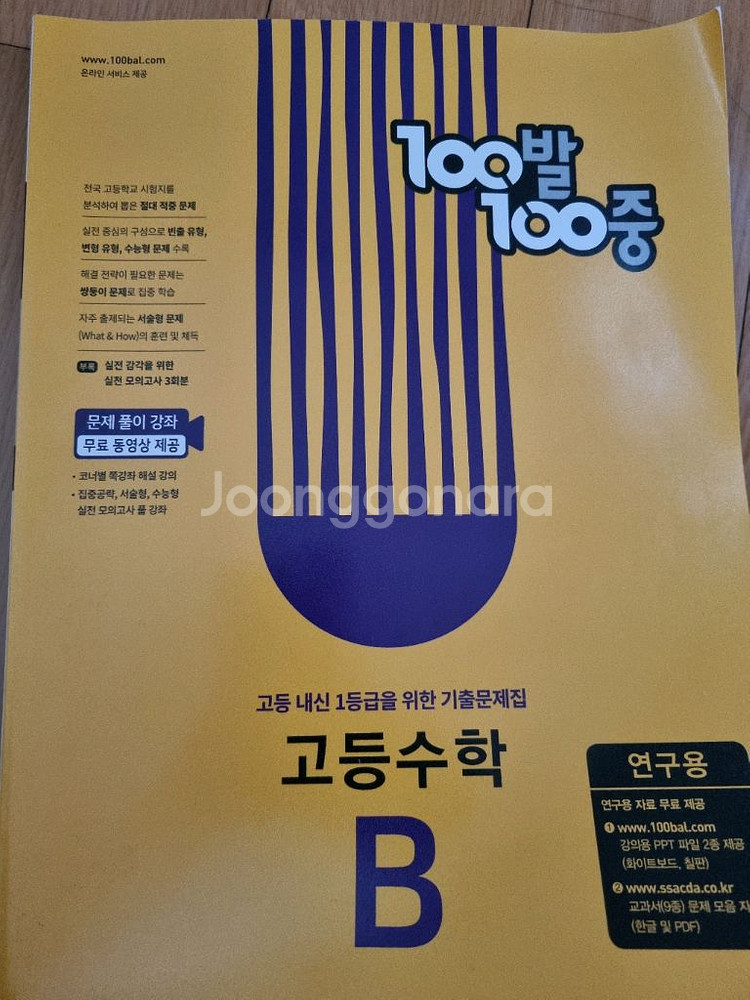 www.100bal.com
온라인 서비스 제공
100발
100중
전국 고등학교 시험지를
분석하여 뽑은 절대 적중 문제
실전 중심의 구성으로 빈출 유형,
변형 유형, 수능형 문제 수록
해결 전략이 필요한 문제는
쌍둥이 문제로 집중 학습
자주 출제되는 서술형 문제
(What & How)의 훈련 및 체득
부록 실전 감각을 위한
실전 모의고사 3회분
문제 풀이 강좌
무료 동영상 제공
• 코너별 쪽강좌 해설 강의
• 집중공략, 서술형, 수능형
실전 모의고사 풀 강좌
Joonggonara
고등 내신 1등급을 위한 기출문제집
고등수학
B
연구용
연구용 자료 무료 제공
❶ www.100bal.com
강의용 PPT 파일 2종 제공
(화이트보드, 칠판)
❷ www.ssacda.co.kr
교과서(9종) 문제 모음 자
(한글 및 PDF)